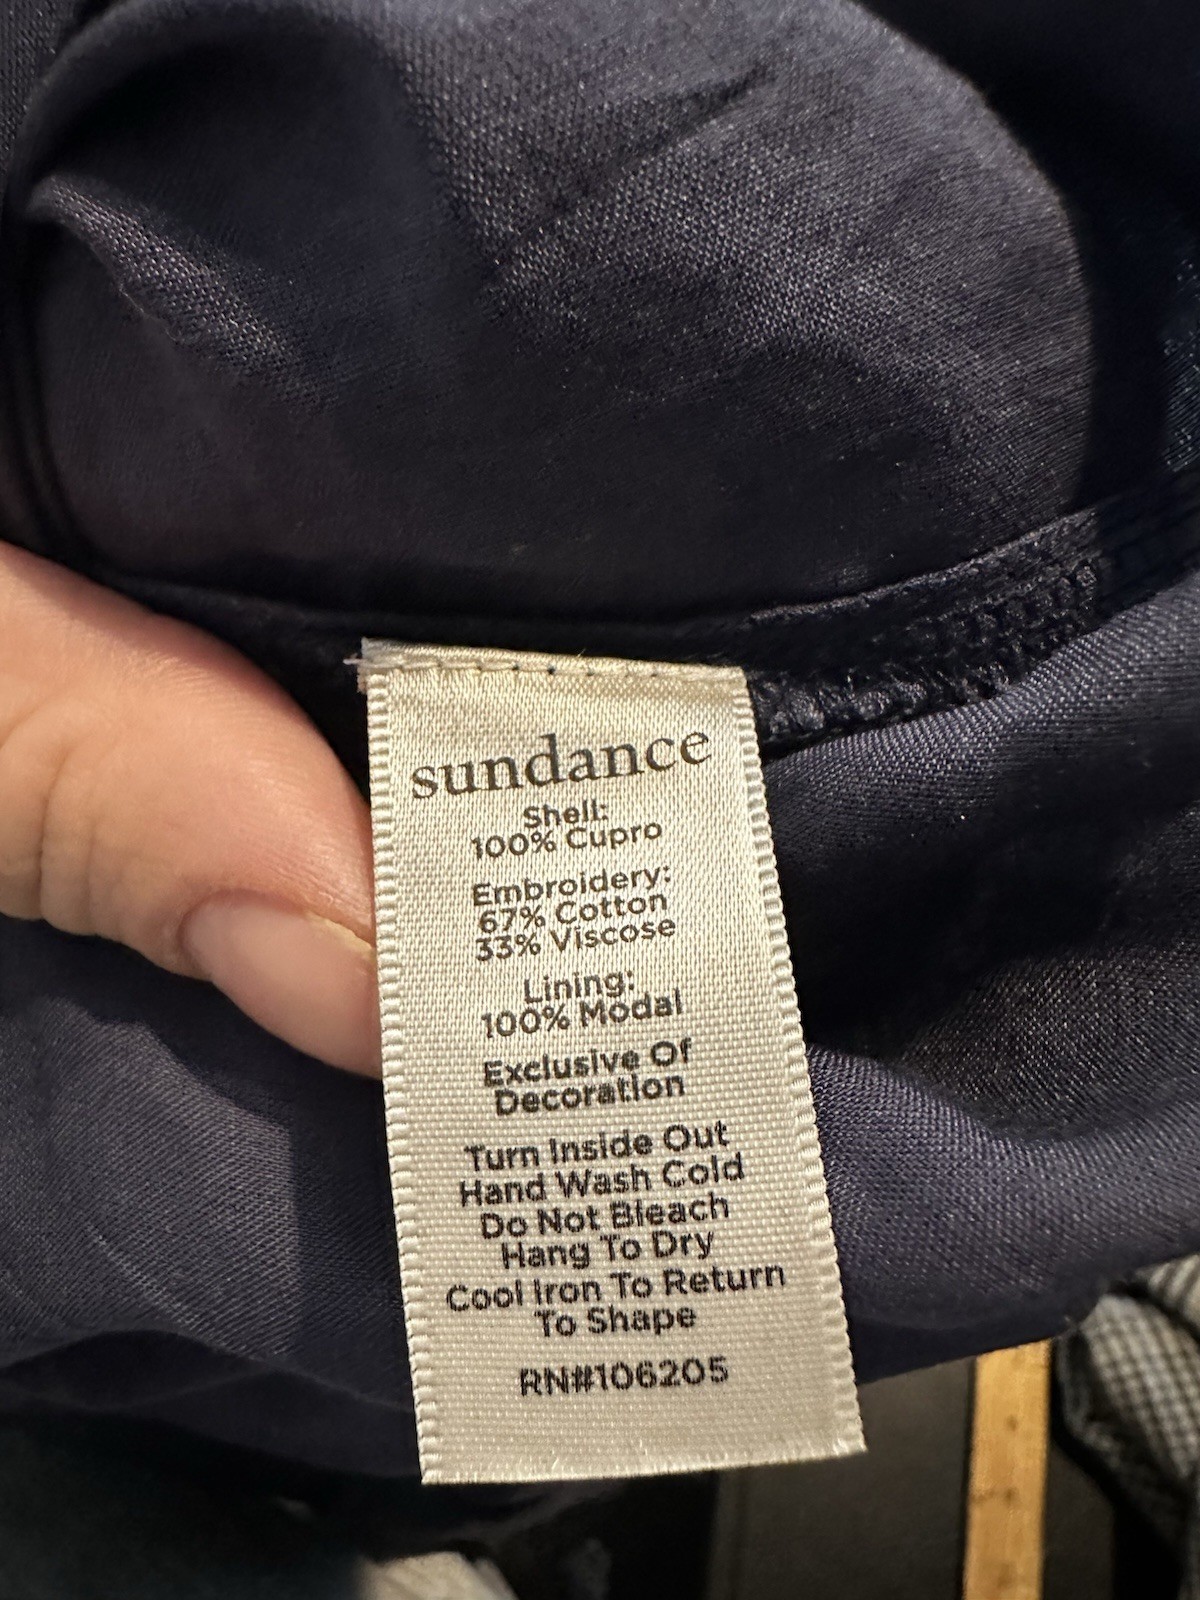 sundance
Shell:
100% Cupro
Embroidery:
67% Cotton
33% Viscose
Lining:
100% Modal
Exclusive Of
Decoration
Turn Inside Out
Hand Wash Cold
Do Not Bleach
Hang To Dry
Cool Iron To Return
To Shape
RN#106205